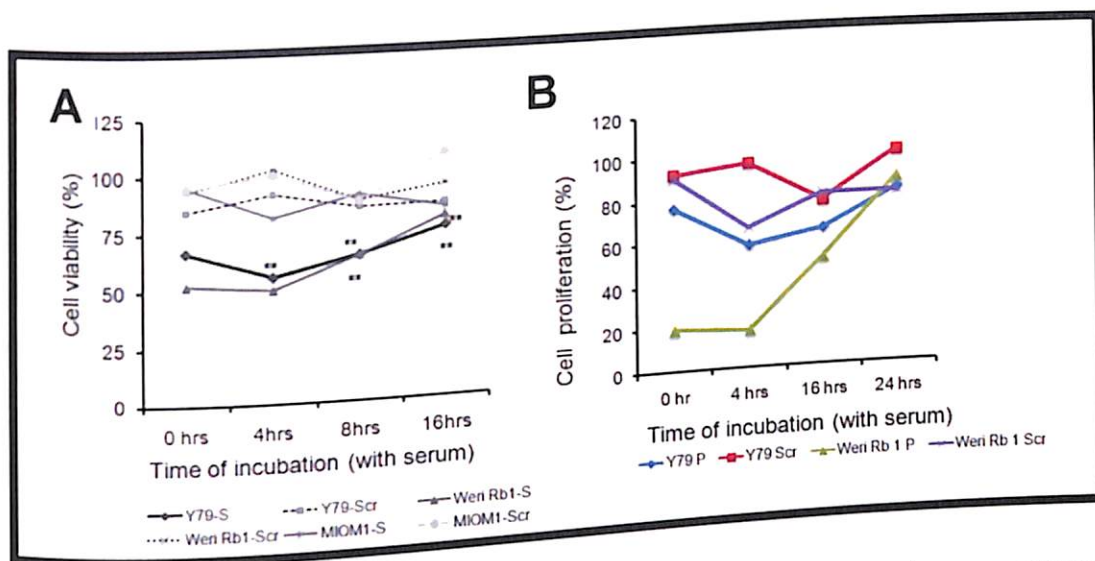 A
125
100
75
50
25
0
Cell viability (%)
** ** ** ** **
0 hrs 4hrs 8hrs 16hrs
Time of incubation (with serum)
Y79-S Y79-Scr Weri Rb1-S
Weri Rb1-Scr MIOM1-S MIOM1-Scr
B
120
100
80
60
40
20
0
Cell proliferation (%)
0 hr 4 hrs 16 hrs 24 hrs
Time of incubation (with serum)
Y79 P Y79 Scr Weri Rb 1 P Weri Rb 1 Scr